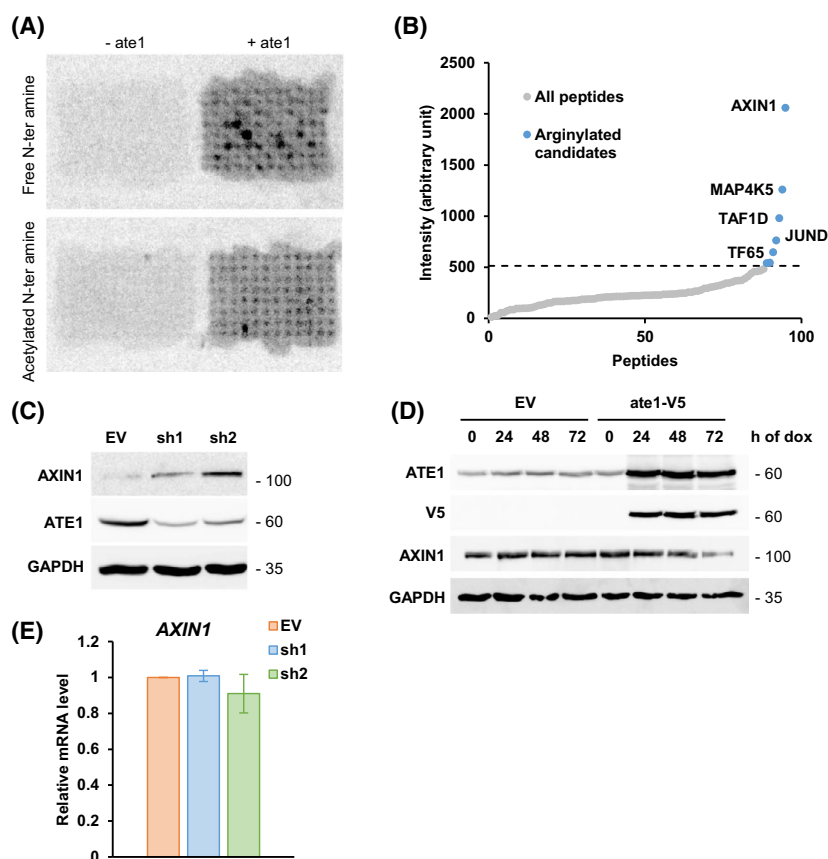 (A)
- ate1 + ate1
Free N-ter amine
Acetylated N-ter amine
(B)
2500
2000
1500
1000
500
0
Intensity (arbitrary unit)
All peptides
Arginylated
candidates
AXIN1
MAP4K5
TAF1D
JUND
TF65
0 50 100
Peptides
(C)
EV sh1 sh2
AXIN1 - 100
ATE1 - 60
GAPDH - 35
(D)
EV ate1-V5
0 24 48 72 0 24 48 72 h of dox
ATE1 - 60
V5 - 60
AXIN1 - 100
GAPDH - 35
(E)
AXIN1
EV
sh1
sh2
1.2
1
0.8
0.6
0.4
0.2
0
Relative mRNA level